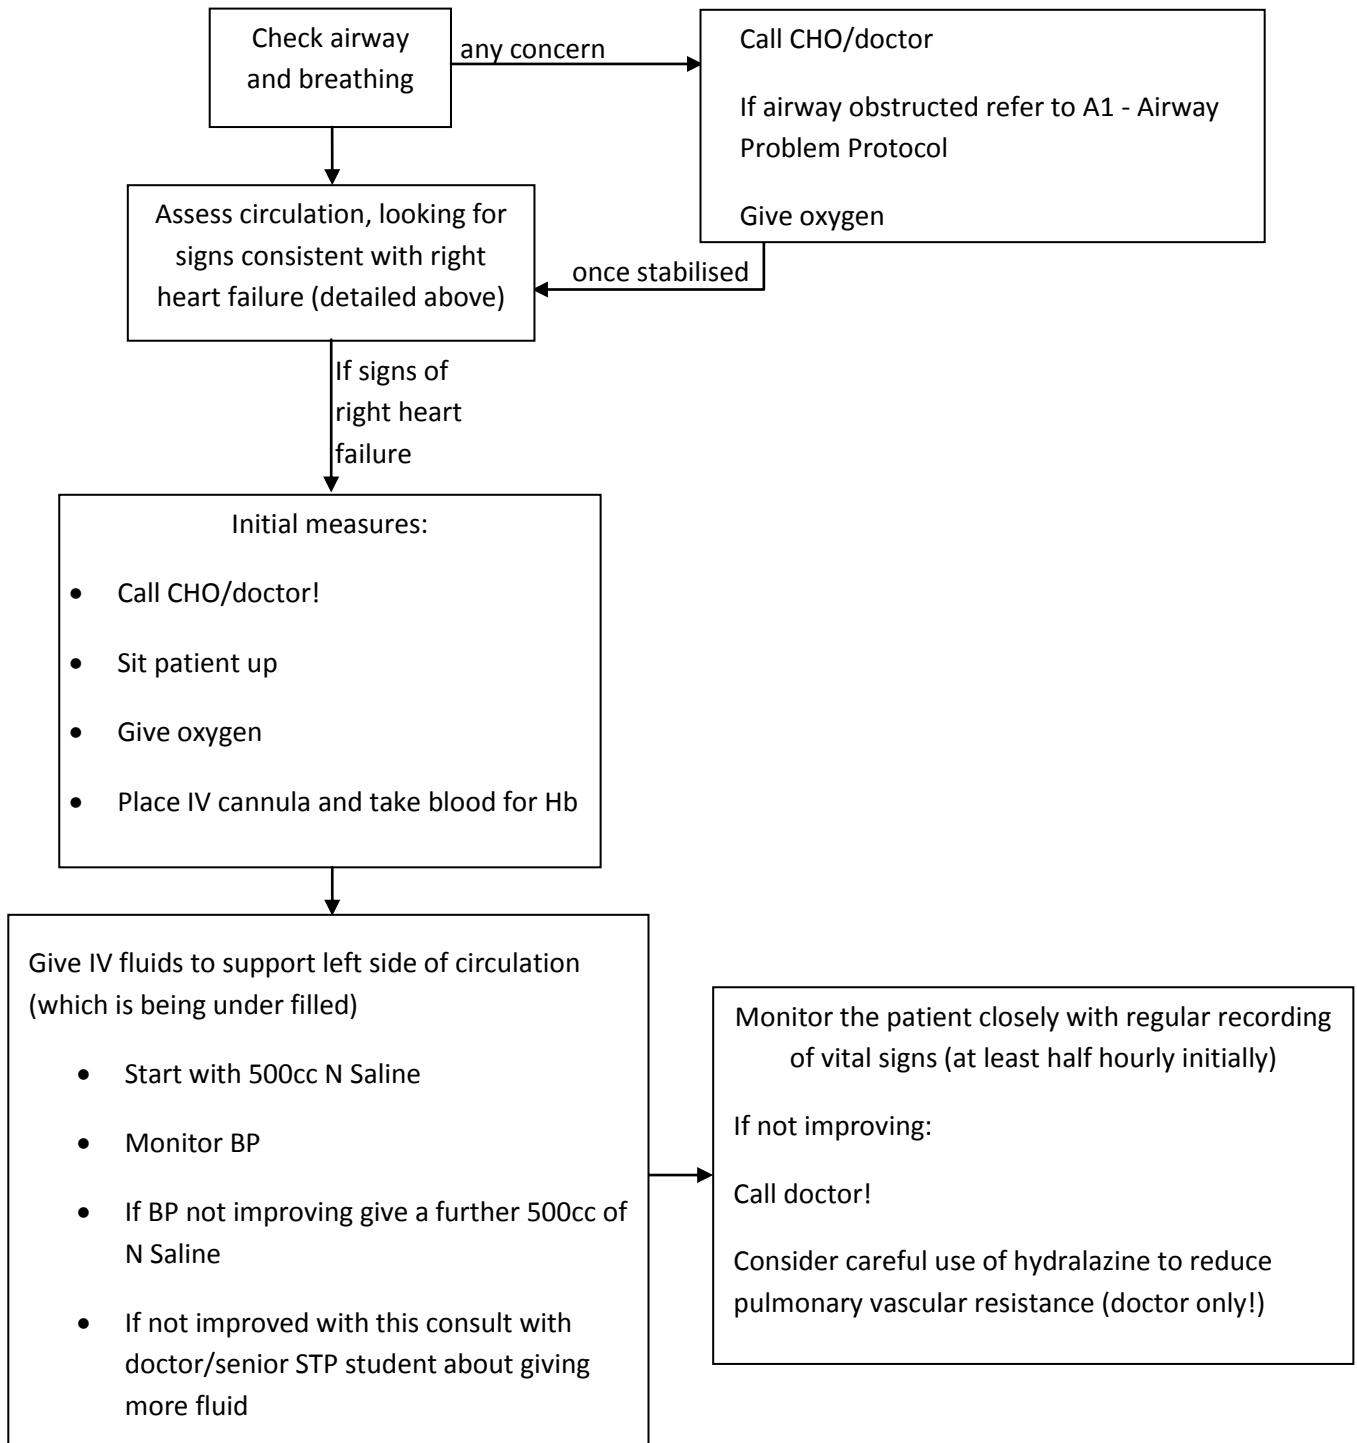 Check airway
and breathing
any concern
Call CHO/doctor
If airway obstructed refer to A1 - Airway
Problem Protocol
Give oxygen
once stabilised
Assess circulation, looking for
signs consistent with right
heart failure (detailed above)
If signs of
right heart
failure
Initial measures:
• Call CHO/doctor!
• Sit patient up
• Give oxygen
• Place IV cannula and take blood for Hb
Give IV fluids to support left side of circulation
(which is being under filled)
• Start with 500cc N Saline
• Monitor BP
• If BP not improving give a further 500cc of
N Saline
• If not improved with this consult with
doctor/senior STP student about giving
more fluid
Monitor the patient closely with regular recording
of vital signs (at least half hourly initially)
If not improving:
Call doctor!
Consider careful use of hydralazine to reduce
pulmonary vascular resistance (doctor only!)